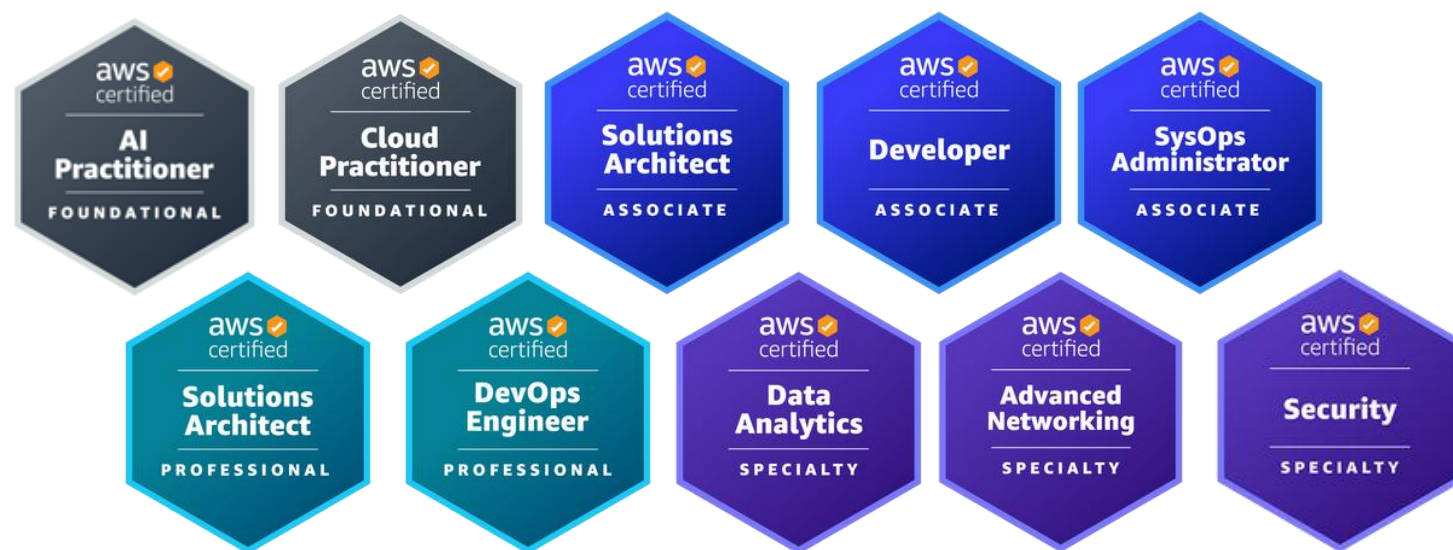 aws
certified
AI
Practitioner
FOUNDATIONAL
aws
certified
Cloud
Practitioner
FOUNDATIONAL
aws
certified
Solutions
Architect
ASSOCIATE
aws
certified
Developer
ASSOCIATE
aws
certified
SysOps
Administrator
ASSOCIATE
aws
certified
Solutions
Architect
PROFESSIONAL
aws
certified
DevOps
Engineer
PROFESSIONAL
aws
certified
Data
Analytics
SPECIALTY
aws
certified
Advanced
Networking
SPECIALTY
aws
certified
Security
SPECIALTY